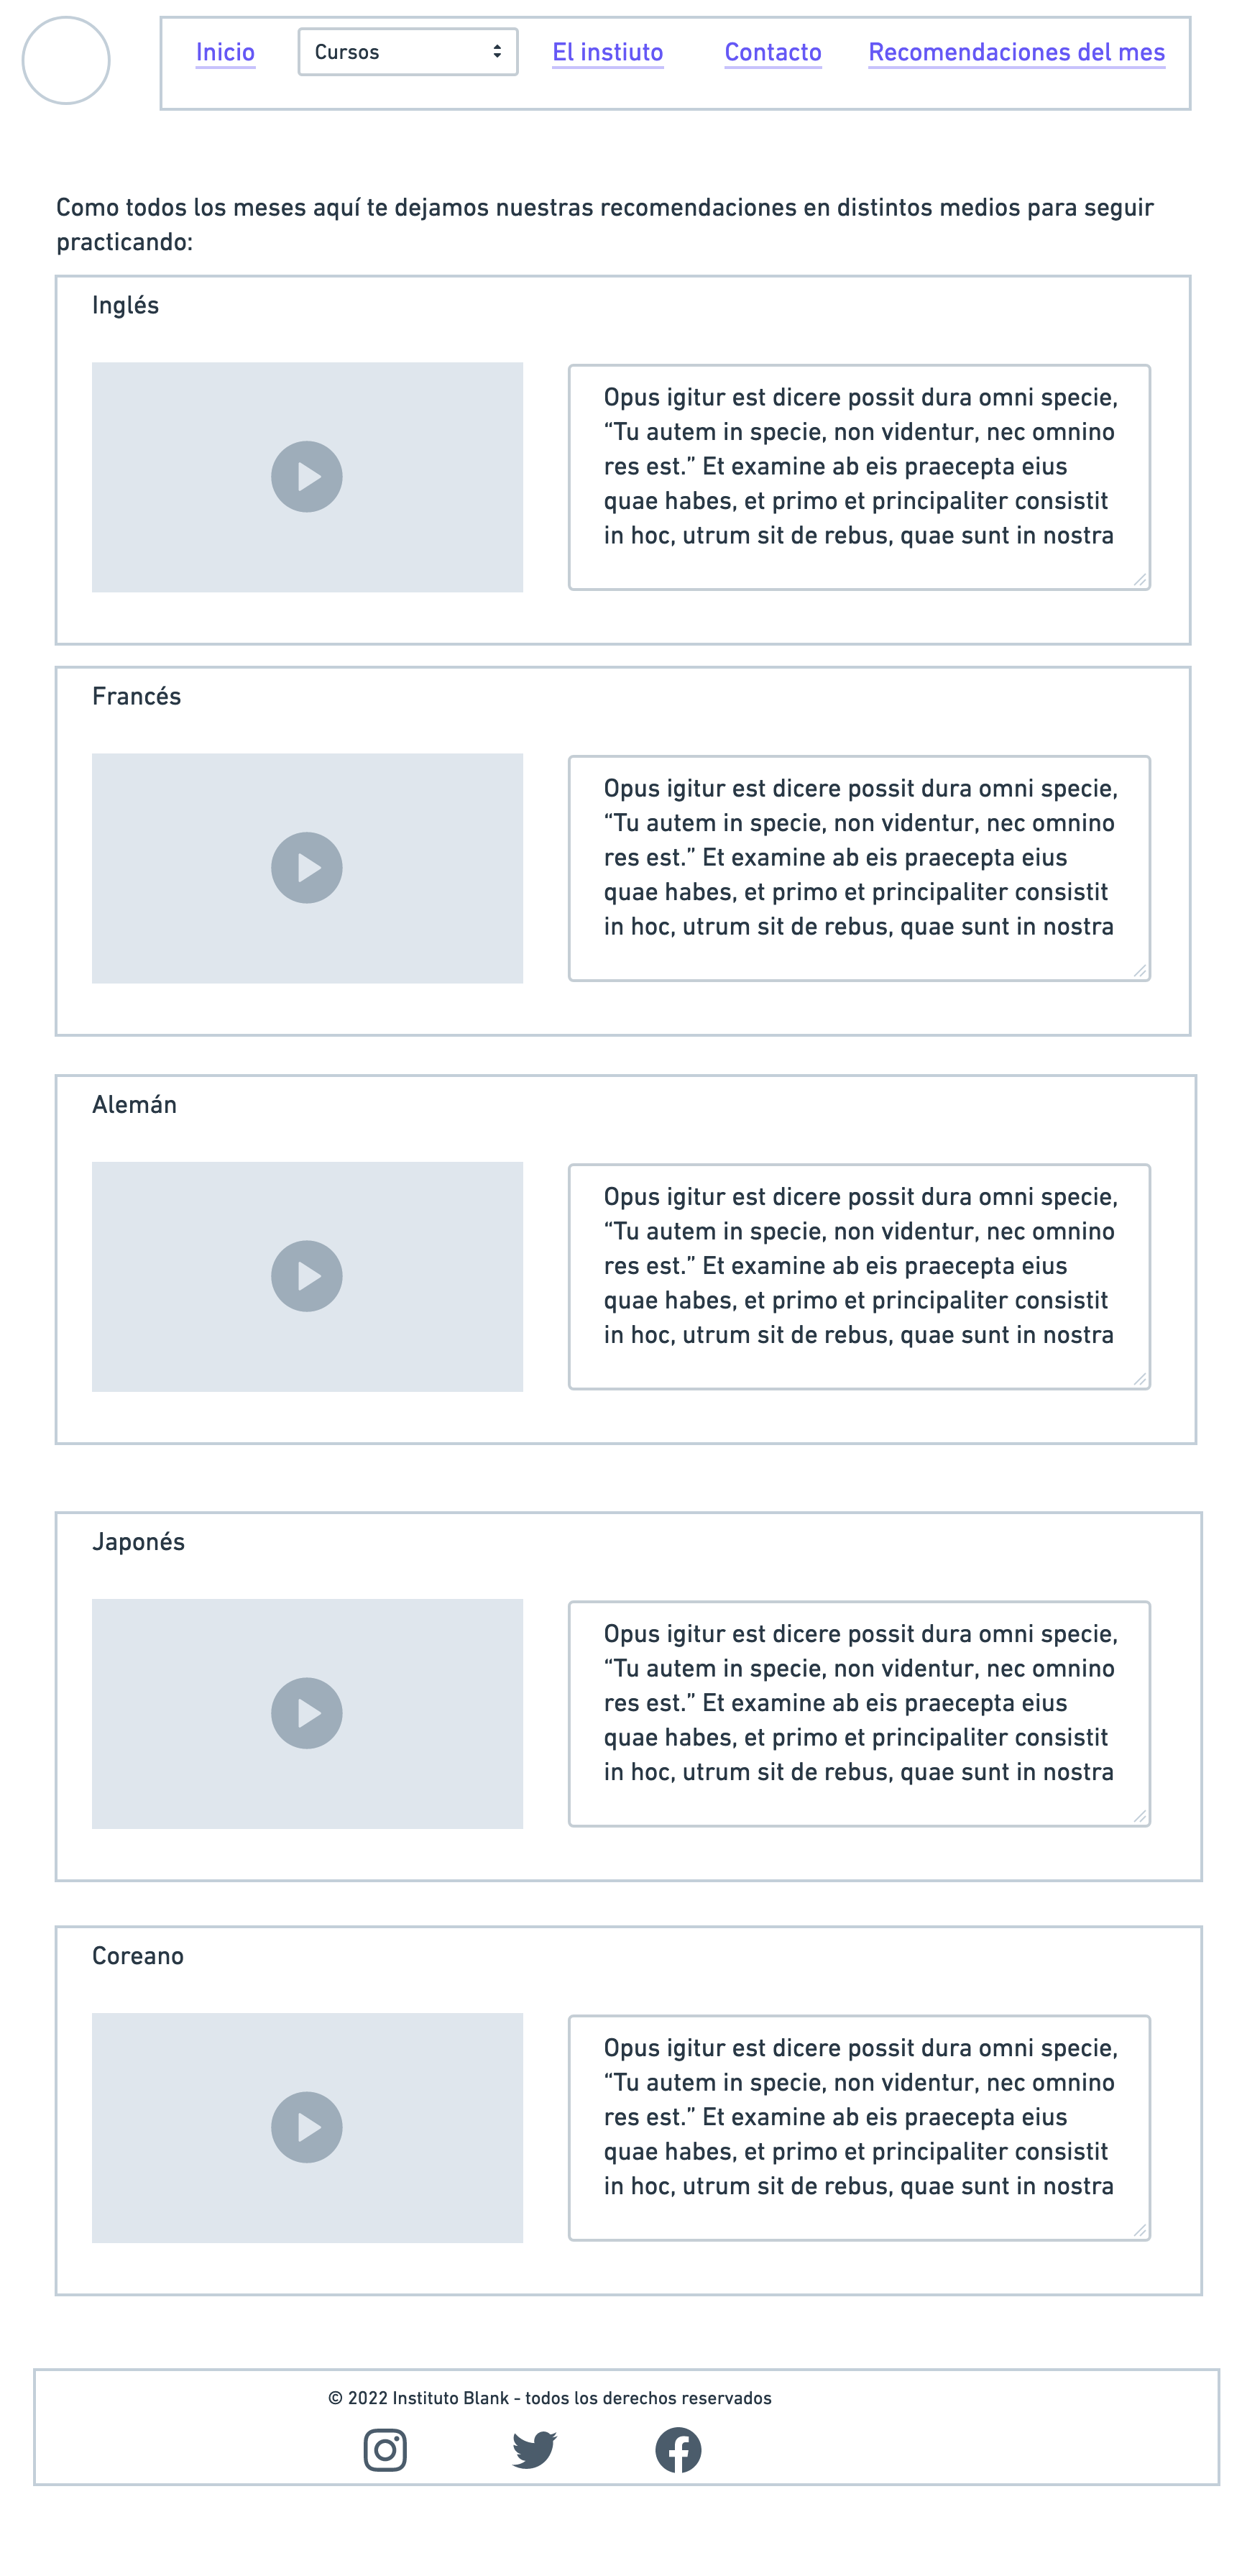 Inicio
Cursos
El instiuto
Contacto
Recomendaciones del mes
Como todos los meses aquí te dejamos nuestras recomendaciones en distintos medios para seguir
practicando:
Inglés
Opus igitur est dicere possit dura omni specie,
“Tu autem in specie, non videntur, nec omnino
res est.” Et examine ab eis praecepta eius
quae habes, et primo et principaliter consistit
in hoc, utrum sit de rebus, quae sunt in nostra
Francés
Opus igitur est dicere possit dura omni specie,
“Tu autem in specie, non videntur, nec omnino
res est.” Et examine ab eis praecepta eius
quae habes, et primo et principaliter consistit
in hoc, utrum sit de rebus, quae sunt in nostra
Alemán
Opus igitur est dicere possit dura omni specie,
“Tu autem in specie, non videntur, nec omnino
res est.” Et examine ab eis praecepta eius
quae habes, et primo et principaliter consistit
in hoc, utrum sit de rebus, quae sunt in nostra
Japonés
Opus igitur est dicere possit dura omni specie,
“Tu autem in specie, non videntur, nec omnino
res est.” Et examine ab eis praecepta eius
quae habes, et primo et principaliter consistit
in hoc, utrum sit de rebus, quae sunt in nostra
Coreano
Opus igitur est dicere possit dura omni specie,
“Tu autem in specie, non videntur, nec omnino
res est.” Et examine ab eis praecepta eius
quae habes, et primo et principaliter consistit
in hoc, utrum sit de rebus, quae sunt in nostra
© 2022 Instituto Blank - todos los derechos reservados